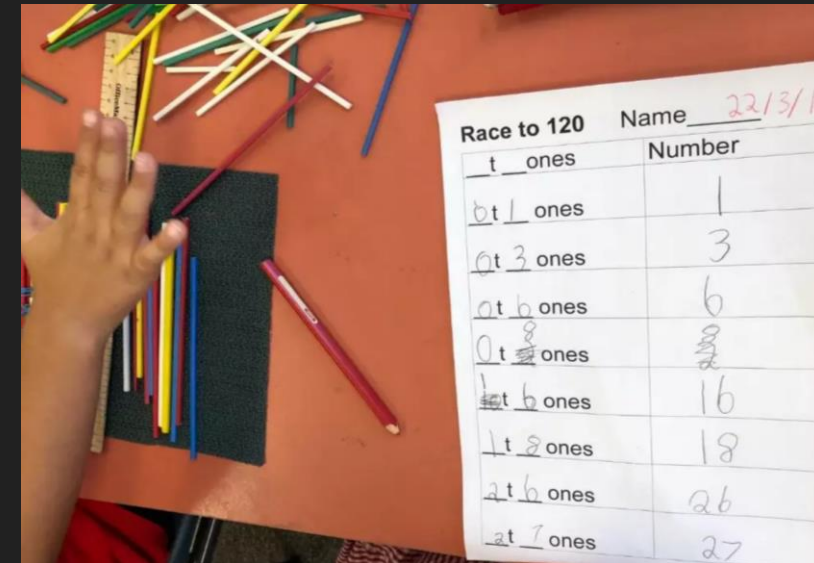 Race to 120 Name 22/3/1
_t _ones Number
0t 1 ones 1
0t 3 ones 3
0t 6 ones 6
0t 8 ones 8
1t 6 ones 16
1t 8 ones 18
2t 6 ones 26
2t 7 ones 27